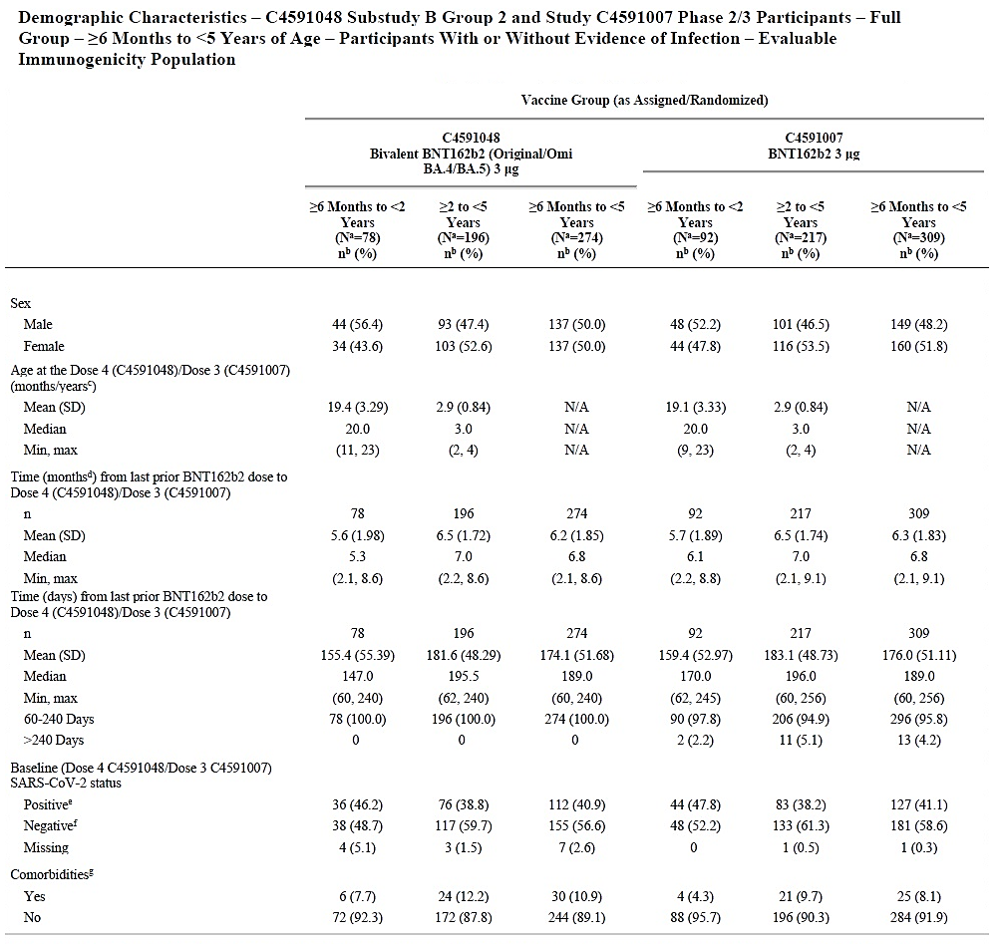 Demographic Characteristics – C4591048 Substudy B Group 2 and Study C4591007 Phase 2/3 Participants – Full
Group – ≥6 Months to <5 Years of Age – Participants With or Without Evidence of Infection – Evaluable
Immunogenicity Population
Vaccine Group (as Assigned/Randomized)
C4591048 C4591007
Bivalent BNT162b2 (Original/Omi BNT162b2 3 µg
BA.4/BA.5) 3 µg
≥6 Months to <2 ≥2 to <5 ≥6 Months to <5 ≥6 Months to <2 ≥2 to <5 ≥6 Months to <5
Years Years Years Years Years Years
(Nᵃ=78) (Nᵃ=196) (Nᵃ=274) (Nᵃ=92) (Nᵃ=217) (Nᵃ=309)
nᵇ (%) nᵇ (%) nᵇ (%) nᵇ (%) nᵇ (%) nᵇ (%)
Sex
Male 44 (56.4) 93 (47.4) 137 (50.0) 48 (52.2) 101 (46.5) 149 (48.2)
Female 34 (43.6) 103 (52.6) 137 (50.0) 44 (47.8) 116 (53.5) 160 (51.8)
Age at the Dose 4 (C4591048)/Dose 3 (C4591007)
(months/yearsᶜ)
Mean (SD) 19.4 (3.29) 2.9 (0.84) N/A 19.1 (3.33) 2.9 (0.84) N/A
Median 20.0 3.0 N/A 20.0 3.0 N/A
Min, max (11, 23) (2, 4) N/A (9, 23) (2, 4) N/A
Time (monthsᵈ) from last prior BNT162b2 dose to
Dose 4 (C4591048)/Dose 3 (C4591007)
n 78 196 274 92 217 309
Mean (SD) 5.6 (1.98) 6.5 (1.72) 6.2 (1.85) 5.7 (1.89) 6.5 (1.74) 6.3 (1.83)
Median 5.3 7.0 6.8 6.1 7.0 6.8
Min, max (2.1, 8.6) (2.2, 8.6) (2.1, 8.6) (2.2, 8.8) (2.1, 9.1) (2.1, 9.1)
Time (days) from last prior BNT162b2 dose to
Dose 4 (C4591048)/Dose 3 (C4591007)
n 78 196 274 92 217 309
Mean (SD) 155.4 (55.39) 181.6 (48.29) 174.1 (51.68) 159.4 (52.97) 183.1 (48.73) 176.0 (51.11)
Median 147.0 195.5 189.0 170.0 196.0 189.0
Min, max (60, 240) (62, 240) (60, 240) (62, 245) (60, 256) (60, 256)
60-240 Days 78 (100.0) 196 (100.0) 274 (100.0) 90 (97.8) 206 (94.9) 296 (95.8)
>240 Days 0 0 0 2 (2.2) 11 (5.1) 13 (4.2)
Baseline (Dose 4 C4591048/Dose 3 C4591007)
SARS-CoV-2 status
Positiveᵉ 36 (46.2) 76 (38.8) 112 (40.9) 44 (47.8) 83 (38.2) 127 (41.1)
Negativeᶠ 38 (48.7) 117 (59.7) 155 (56.6) 48 (52.2) 133 (61.3) 181 (58.6)
Missing 4 (5.1) 3 (1.5) 7 (2.6) 0 1 (0.5) 1 (0.3)
Comorbiditiesᵍ
Yes 6 (7.7) 24 (12.2) 30 (10.9) 4 (4.3) 21 (9.7) 25 (8.1)
No 72 (92.3) 172 (87.8) 244 (89.1) 88 (95.7) 196 (90.3) 284 (91.9)